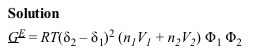 Solution
G^E = RT(δ₂ – δ₁)² (n₁V₁ + n₂V₂) Φ₁ Φ₂